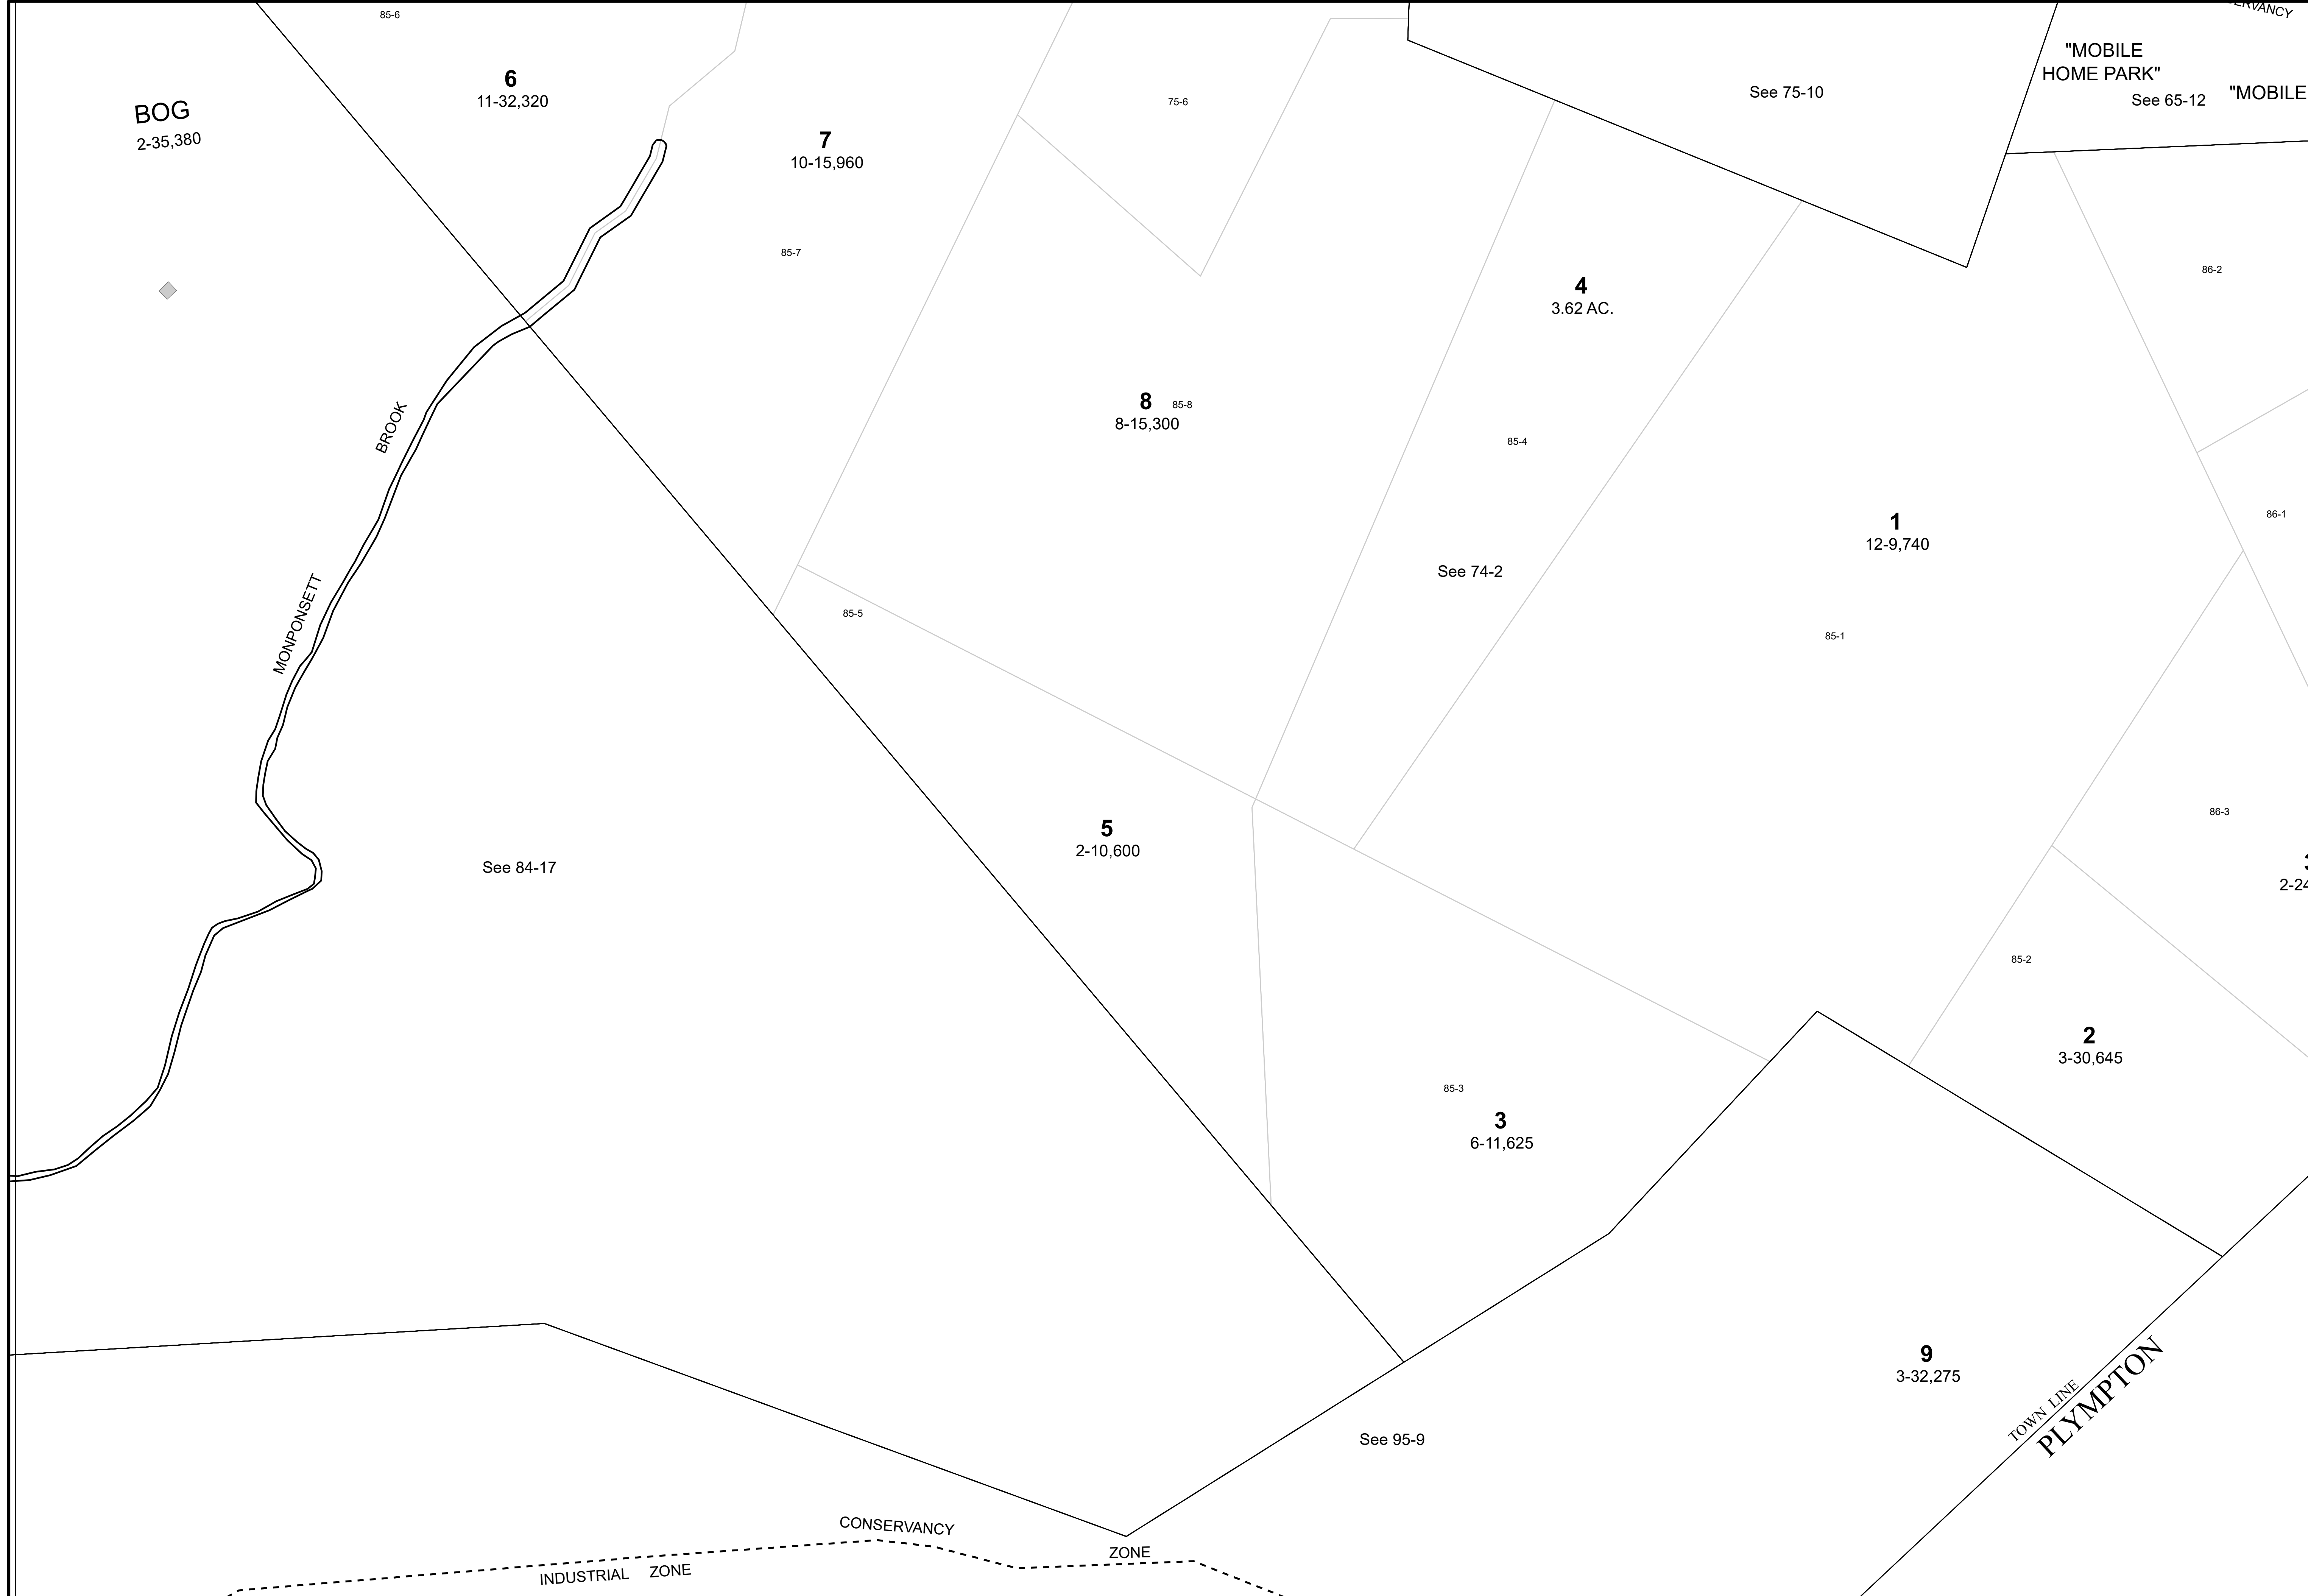 85-6
ERVANCY
6
11-32,320
"MOBILE
HOME PARK"
See 75-10
See 65-12
"MOBILE
75-6
BOG
2-35,380
7
10-15,960
85-7
86-2
4
3.62 AC.
8
85-8
8-15,300
BROOK
85-4
1
12-9,740
86-1
See 74-2
MONPONSETT
85-5
85-1
86-3
5
2-10,600
See 84-17
2-24
85-2
2
3-30,645
85-3
3
6-11,625
9
3-32,275
TOWN LINE
PLYMPTON
See 95-9
CONSERVANCY
ZONE
INDUSTRIAL ZONE